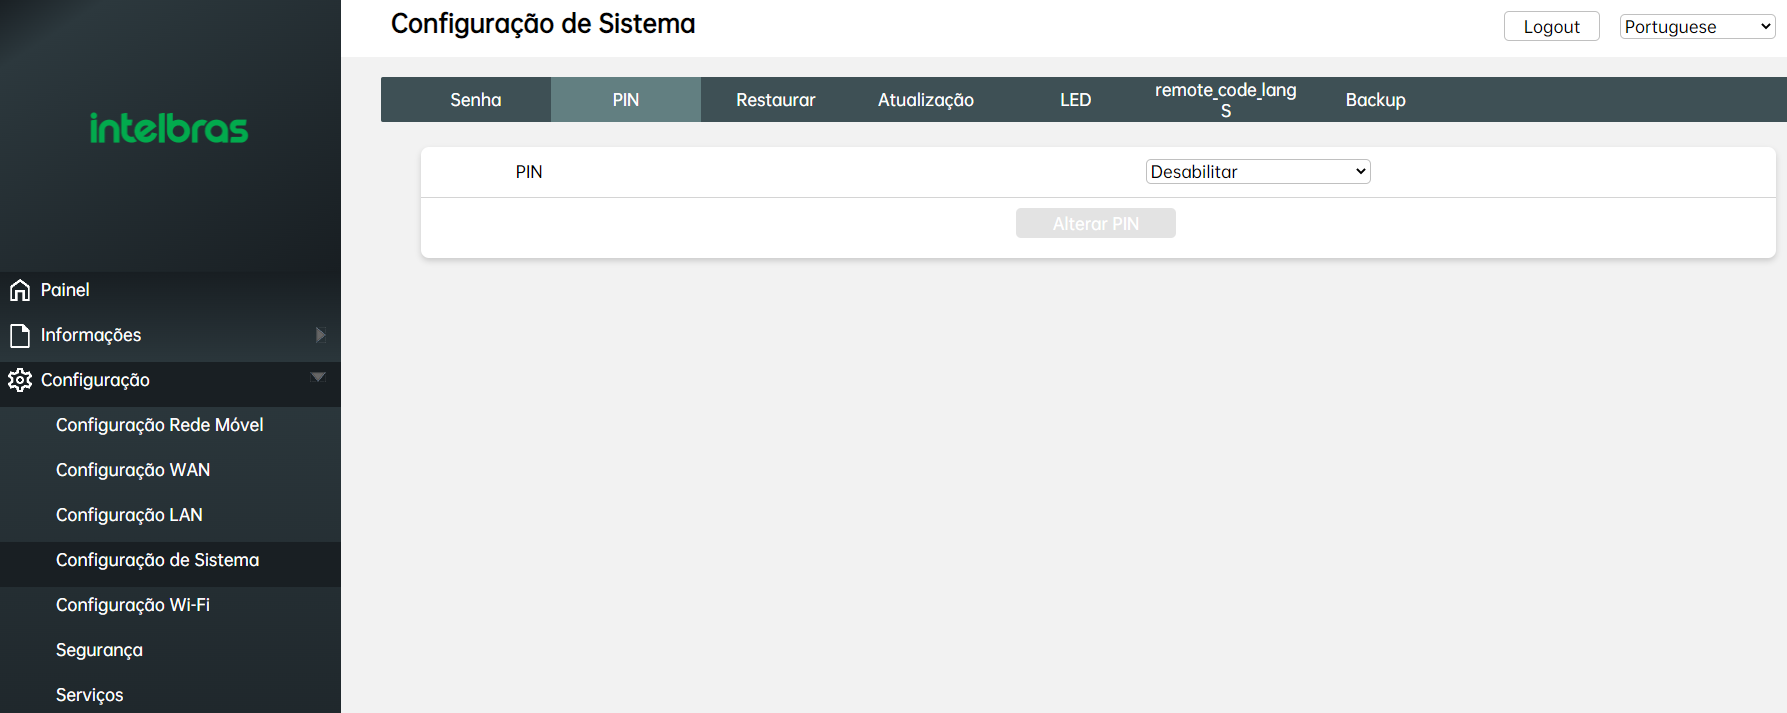 Configuração de Sistema
Logout
Portuguese
intelbras
Senha
PIN
Restaurar
Atualização
LED
remote_code_lang
S
Backup
PIN
Desabilitar
Alterar PIN
Painel
Informações
Configuração
Configuração Rede Móvel
Configuração WAN
Configuração LAN
Configuração de Sistema
Configuração Wi-Fi
Segurança
Serviços